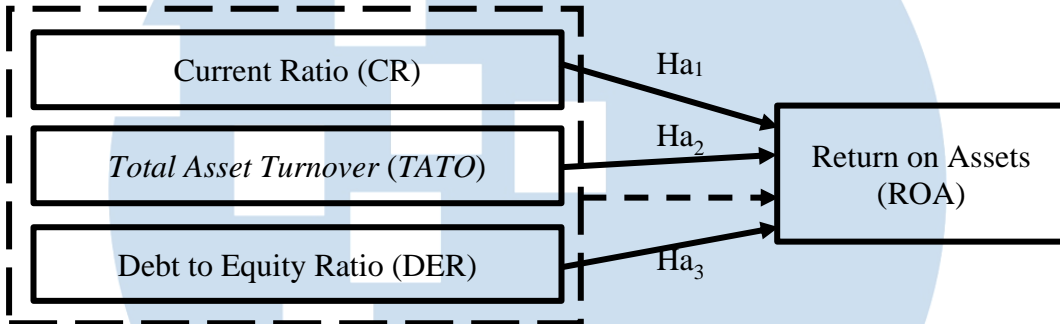 Current Ratio (CR)
Ha₁
Total Asset Turnover (TATO)
Ha₂
Return on Assets
(ROA)
Debt to Equity Ratio (DER)
Ha₃